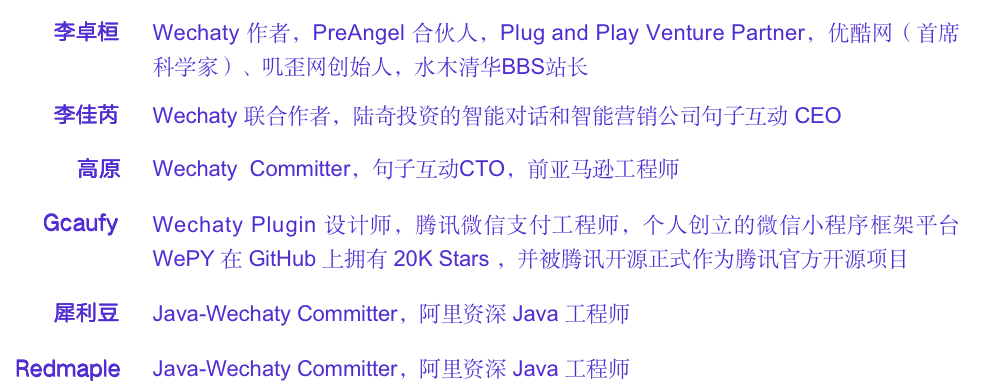 李卓桓 Wechaty 作者，PreAngel 合伙人，Plug and Play Venture Partner，优酷网（首席
科学家）、叽歪网创始人，水木清华BBS站长
李佳芮 Wechaty 联合作者，陆奇投资的智能对话和智能营销公司句子互动 CEO
高原 Wechaty Committer，句子互动CTO，前亚马逊工程师
Gcaufy Wechaty Plugin 设计师，腾讯微信支付工程师，个人创立的微信小程序框架平台
WePY 在 GitHub 上拥有 20K Stars ，并被腾讯开源正式作为腾讯官方开源项目
犀利豆 Java-Wechaty Committer，阿里资深 Java 工程师
Redmaple Java-Wechaty Committer，阿里资深 Java 工程师